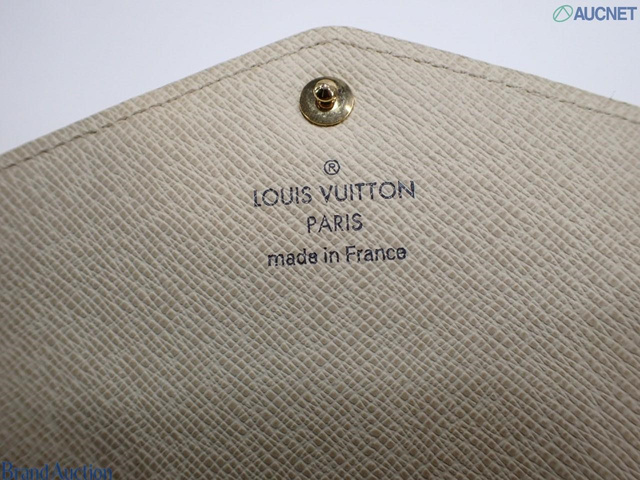 AUCNET
®
LOUIS VUITTON
PARIS
made in France
Brand Auction